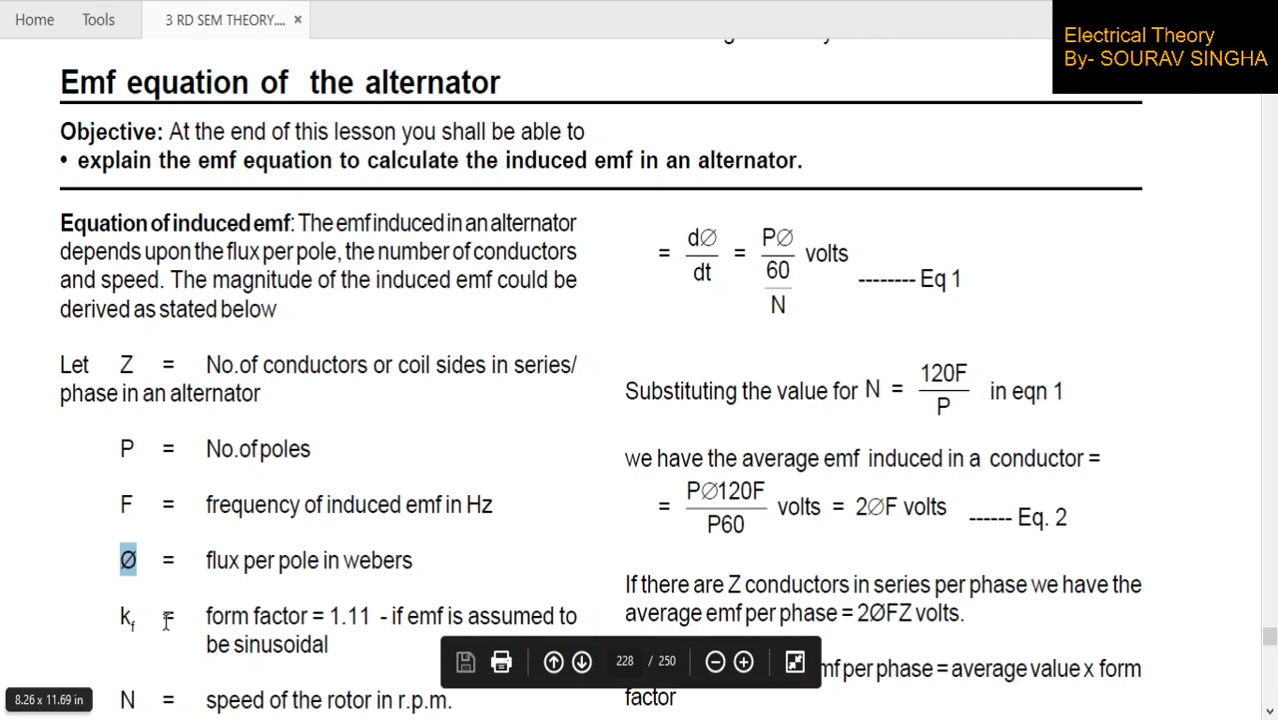 Home
Tools
3 RD SEM THEORY....
×
Electrical Theory
By- SOURAV SINGHA
Emf equation of the alternator
Objective: At the end of this lesson you shall be able to
• explain the emf equation to calculate the induced emf in an alternator.
Equation of induced emf: The emf induced in an alternator
depends upon the flux per pole, the number of conductors
and speed. The magnitude of the induced emf could be
derived as stated below
Let Z = No.of conductors or coil sides in series/
phase in an alternator
P = No.of poles
F = frequency of induced emf in Hz
Ø = flux per pole in webers
kf = form factor = 1.11 - if emf is assumed to
be sinusoidal
N = speed of the rotor in r.p.m.
= dØ/dt = PØ/(60/N) volts
-------- Eq 1
Substituting the value for N = 120F/P in eqn 1
we have the average emf induced in a conductor =
= PØ120F/P60 volts = 2ØF volts ------ Eq. 2
If there are Z conductors in series per phase we have the
average emf per phase = 2ØFZ volts.
per phase = average value x form
factor
228 / 250
8.26 x 11.69 in